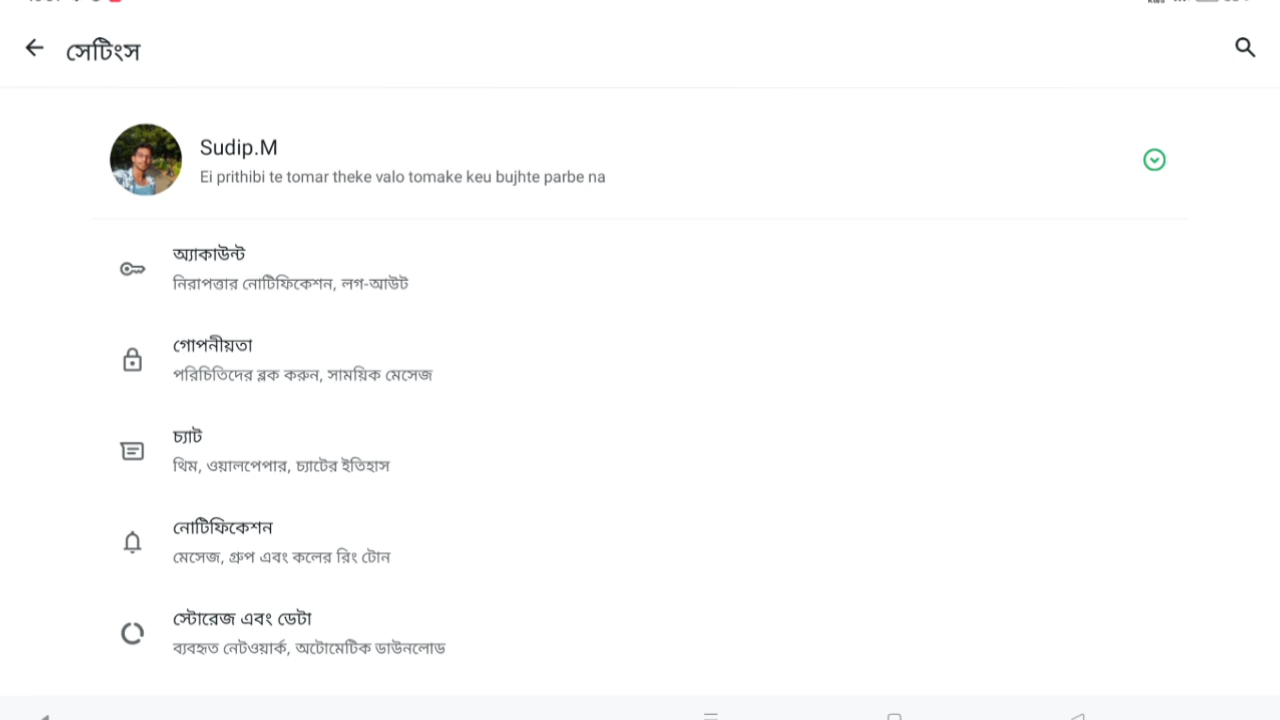 সেটিংস
Sudip.M
Ei prithibi te tomar theke valo tomake keu bujhte parbe na
অ্যাকাউন্ট
নিরাপত্তার নোটিফিকেশন, লগ-আউট
গোপনীয়তা
পরিচিতিদের ব্লক করুন, সাময়িক মেসেজ
চ্যাট
থিম, ওয়ালপেপার, চ্যাটের ইতিহাস
নোটিফিকেশন
মেসেজ, গ্রুপ এবং কলের রিং টোন
স্টোরেজ এবং ডেটা
ব্যবহৃত নেটওয়ার্ক, অটোমেটিক ডাউনলোড